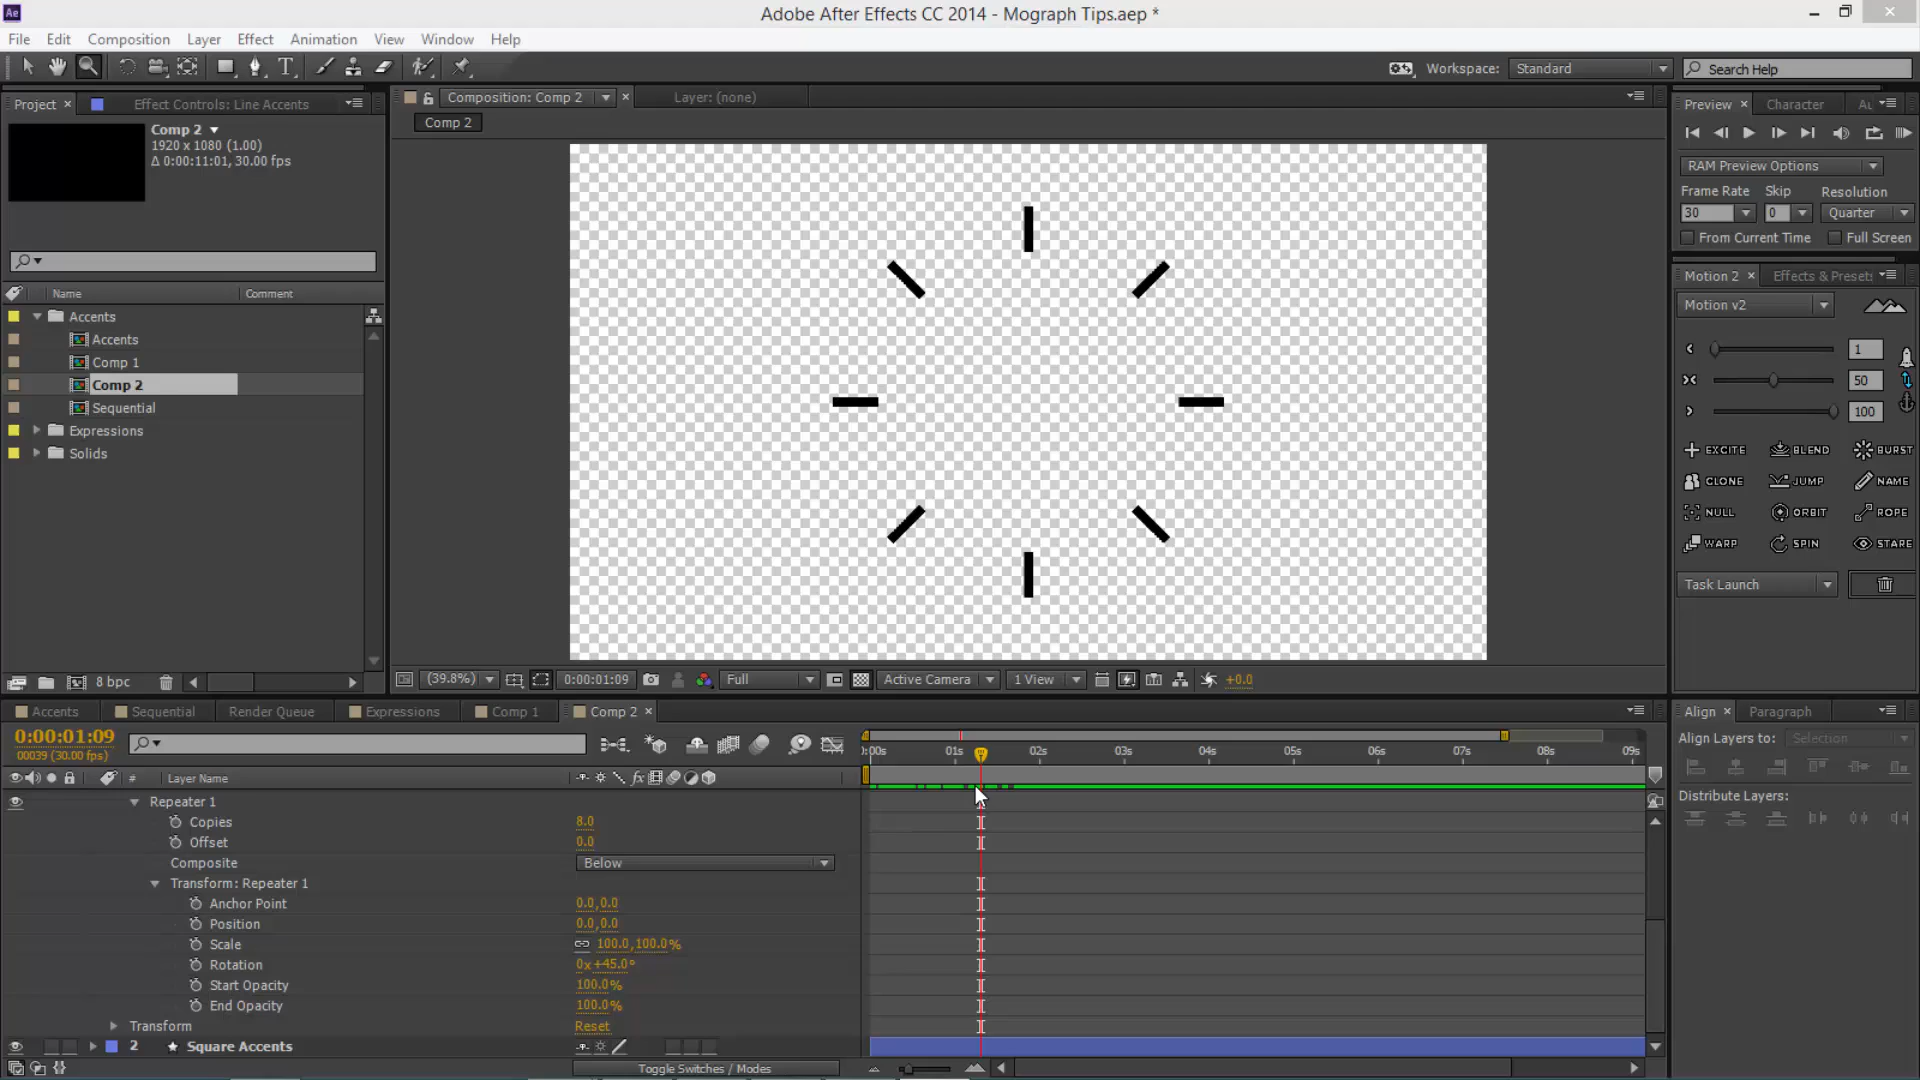 Ae
Adobe After Effects CC 2014 - Mograph Tips.aep *
File Edit Composition Layer Effect Animation View Window Help
Workspace: Standard Search Help
Project × Effect Controls: Line Accents
Composition: Comp 2 × Layer: (none)
Preview × Character Au
Comp 2
1920 x 1080 (1.00)
Δ 0:00:11:01, 30.00 fps
Comp 2
RAM Preview Options
Frame Rate Skip Resolution
30 0 Quarter
From Current Time Full Screen
Name Comment
Accents
Accents
Comp 1
Comp 2
Sequential
Expressions
Solids
Motion 2 × Effects & Preset:
Motion v2
1
50
100
EXCITE BLEND BURST
CLONE JUMP NAME
NULL ORBIT ROPE
WARP SPIN STARE
Task Launch
8 bpc
(39.8%) 0:00:01:09 Full Active Camera 1 View +0.0
Accents Sequential Render Queue Expressions Comp 1 Comp 2 ×
Align × Paragraph
0:00:01:09
00039 (30.00 fps)
:00s 01s 02s 03s 04s 05s 06s 07s 08s 09s
Align Layers to: Selection
Distribute Layers:
# Layer Name
Repeater 1
Copies 8.0
Offset 0.0
Composite Below
Transform: Repeater 1
Anchor Point 0.0,0.0
Position 0.0,0.0
Scale 100.0,100.0%
Rotation 0x+45.0°
Start Opacity 100.0%
End Opacity 100.0%
Transform Reset
2 Square Accents
Toggle Switches / Modes